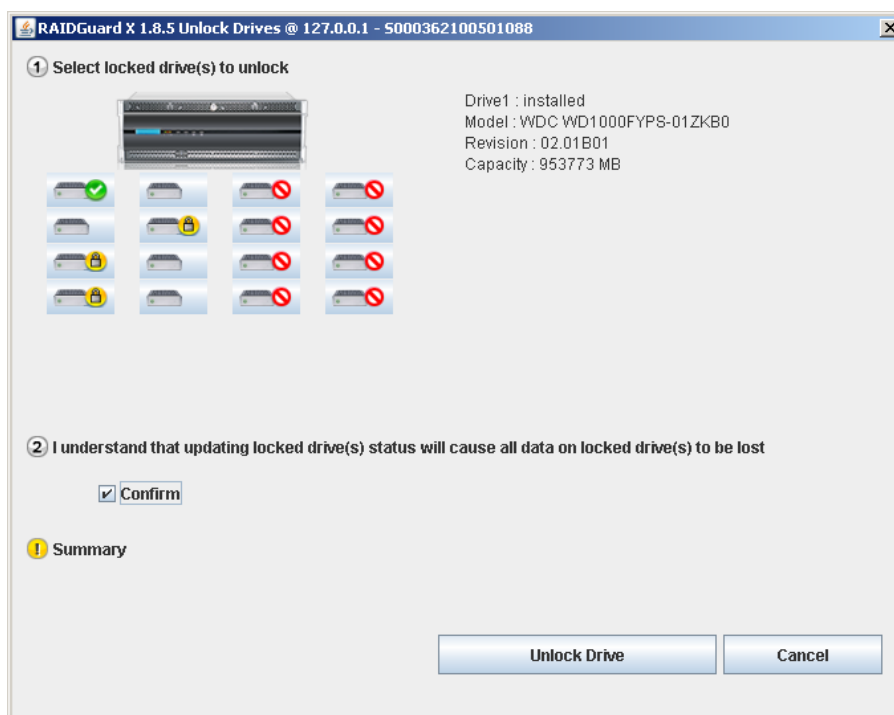 RAIDGuard X 1.8.5 Unlock Drives @ 127.0.0.1 - S000362100501088
1 Select locked drive(s) to unlock
Drive1 : installed
Model : WDC WD1000FYPS-01ZKB0
Revision : 02.01B01
Capacity : 953773 MB
2 I understand that updating locked drive(s) status will cause all data on locked drive(s) to be lost
Confirm
! Summary
Unlock Drive
Cancel